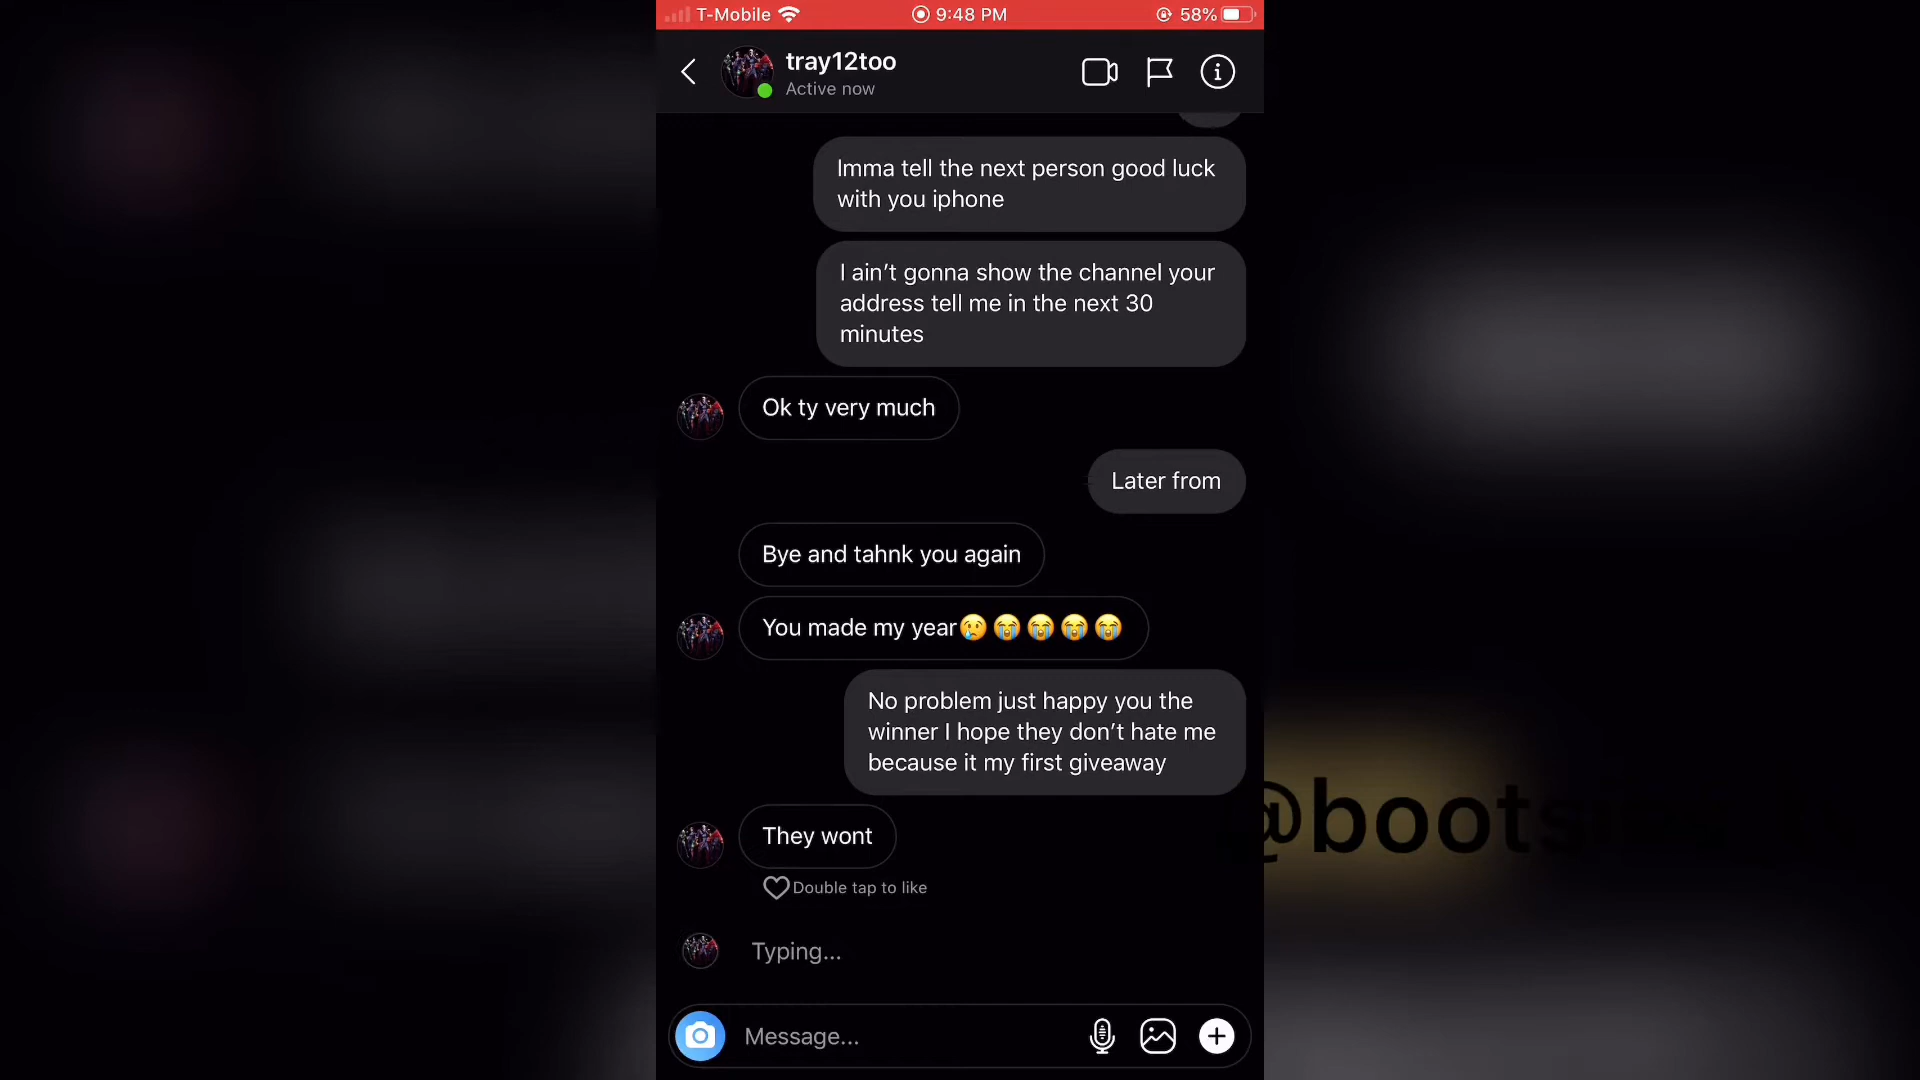 T-Mobile 9:48 PM 58%
tray12too
Active now
Imma tell the next person good luck
with you iphone
I ain't gonna show the channel your
address tell me in the next 30
minutes
Ok ty very much
Later from
Bye and tahnk you again
You made my year😢😭😭😭😭
No problem just happy you the
winner I hope they don't hate me
because it my first giveaway
They wont
Double tap to like
Typing...
Message...